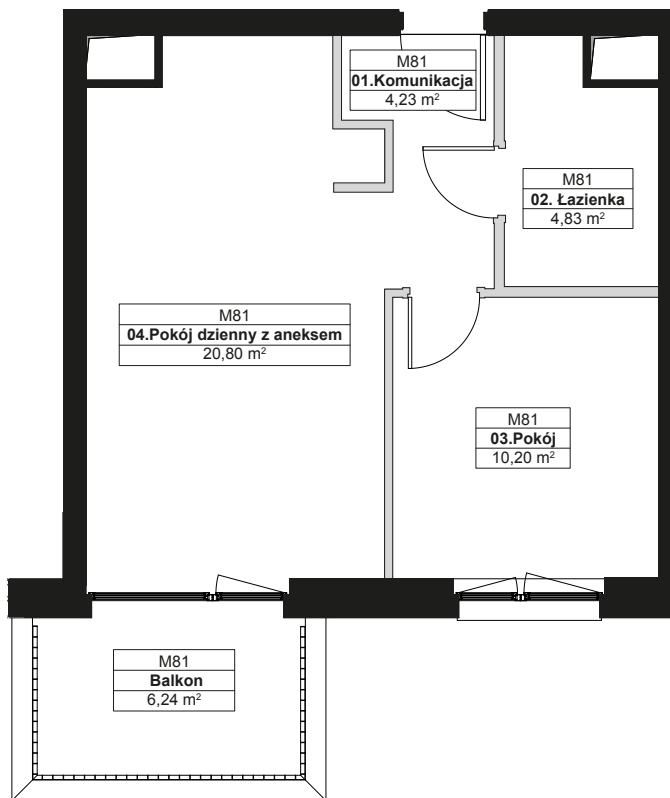 M81
01.Komunikacja
4,23 m²
M81
02. Łazienka
4,83 m²
M81
04.Pokój dzienny z aneksem
20,80 m²
M81
03.Pokój
10,20 m²
M81
Balkon
6,24 m²